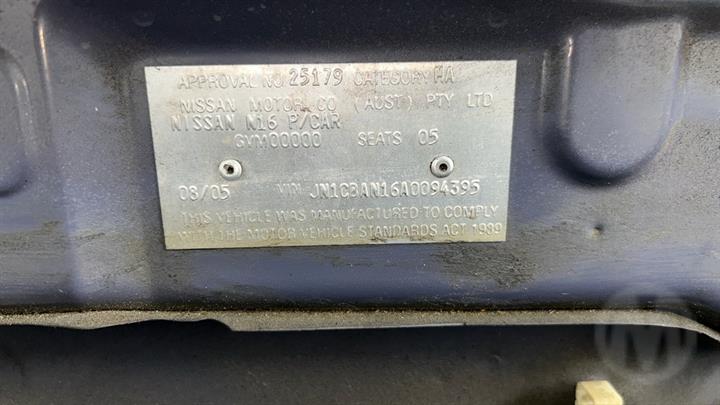 APPROVAL NO 25179 CATEGORY MA
NISSAN MOTOR CO (AUST) PTY LTD
NISSAN N16 P/CAR
GVM00000 SEATS 05
08/05 VIN JN1CBAN16A0094395
THIS VEHICLE WAS MANUFACTURED TO COMPLY
WITH THE MOTOR VEHICLE STANDARDS ACT 1989
M